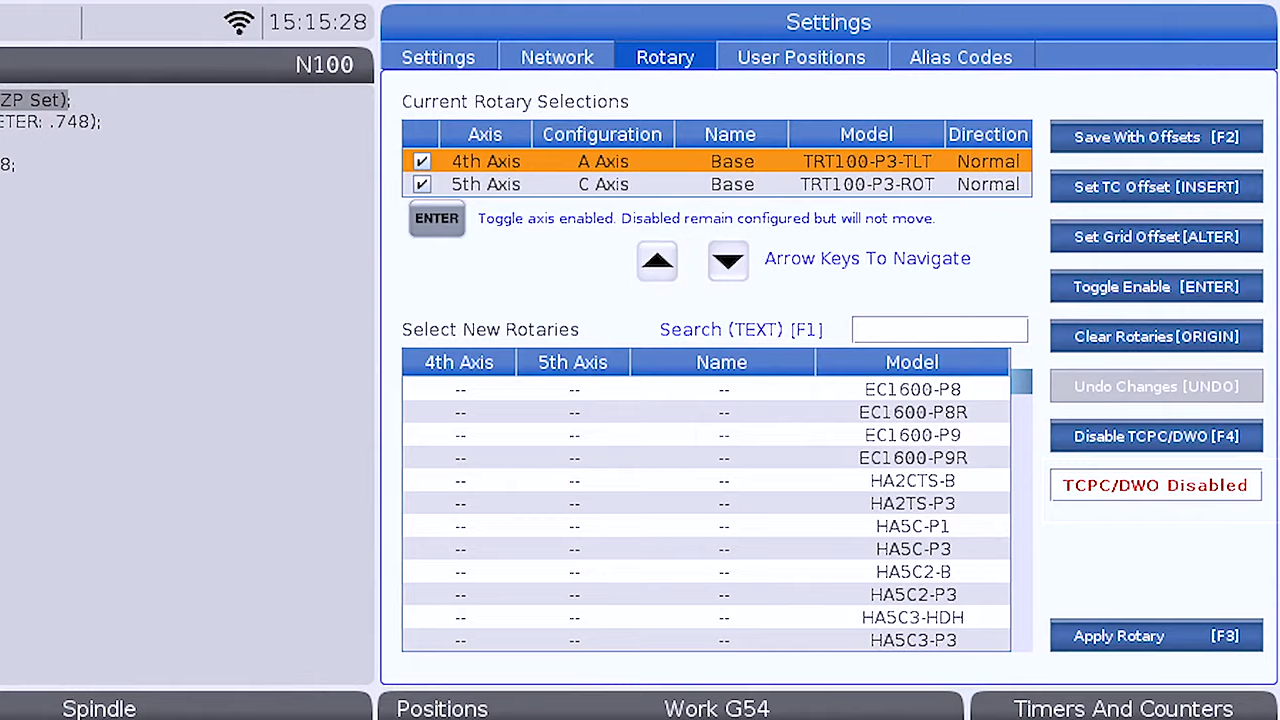 15:15:28
N100
ZP Set);
ETER: .748);
8;
Settings
Settings Network Rotary User Positions Alias Codes
Current Rotary Selections
Axis Configuration Name Model Direction
4th Axis A Axis Base TRT100-P3-TLT Normal
5th Axis C Axis Base TRT100-P3-ROT Normal
ENTER Toggle axis enabled. Disabled remain configured but will not move.
Arrow Keys To Navigate
Select New Rotaries Search (TEXT) [F1]
4th Axis 5th Axis Name Model
-- -- -- EC1600-P8
-- -- -- EC1600-P8R
-- -- -- EC1600-P9
-- -- -- EC1600-P9R
-- -- -- HA2CTS-B
-- -- -- HA2TS-P3
-- -- -- HA5C-P1
-- -- -- HA5C-P3
-- -- -- HA5C2-B
-- -- -- HA5C2-P3
-- -- -- HA5C3-HDH
-- -- -- HA5C3-P3
Save With Offsets [F2]
Set TC Offset [INSERT]
Set Grid Offset [ALTER]
Toggle Enable [ENTER]
Clear Rotaries [ORIGIN]
Undo Changes [UNDO]
Disable TCPC/DWO [F4]
TCPC/DWO Disabled
Apply Rotary [F3]
Spindle
Positions Work G54
Timers And Counters